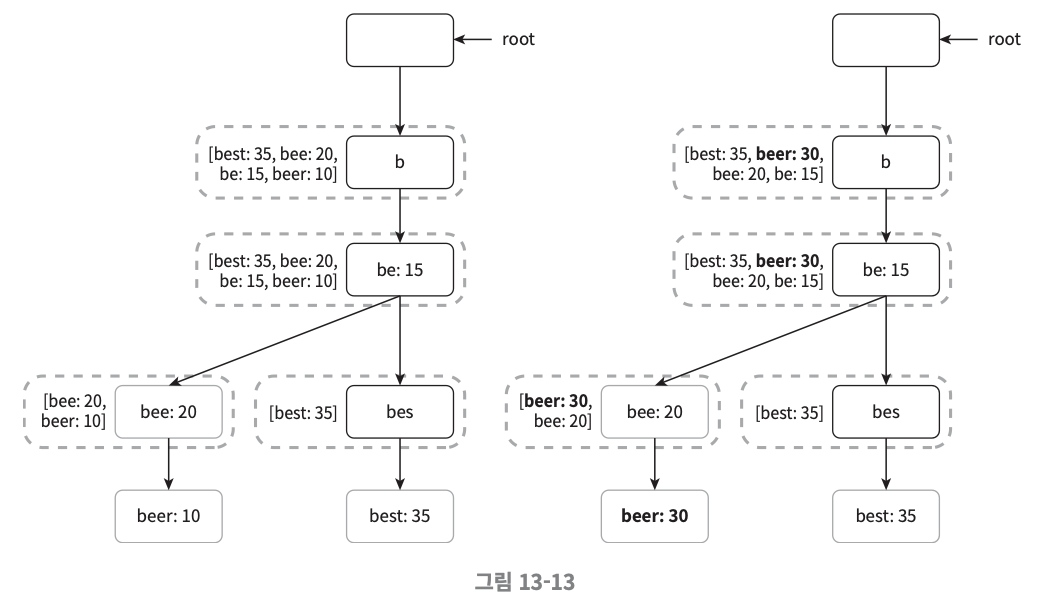 root
[best: 35, bee: 20,
be: 15, beer: 10]
b
[best: 35, bee: 20,
be: 15, beer: 10]
be: 15
[bee: 20,
beer: 10]
bee: 20
[best: 35]
bes
beer: 10
best: 35
root
[best: 35, beer: 30,
bee: 20, be: 15]
b
[best: 35, beer: 30,
bee: 20, be: 15]
be: 15
[beer: 30,
bee: 20]
bee: 20
[best: 35]
bes
beer: 30
best: 35
그림 13-13